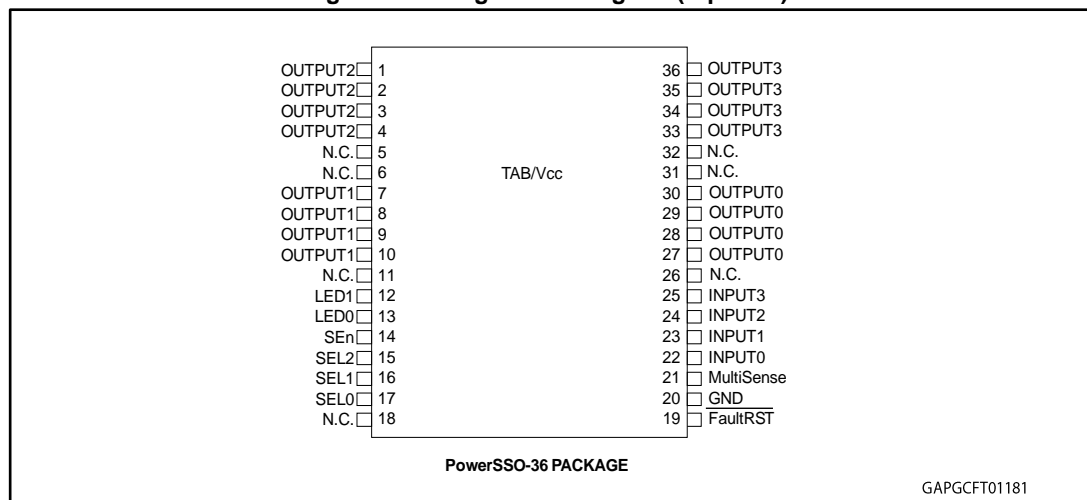 OUTPUT2 1 36 OUTPUT3
OUTPUT2 2 35 OUTPUT3
OUTPUT2 3 34 OUTPUT3
OUTPUT2 4 33 OUTPUT3
N.C. 5 32 N.C.
N.C. 6 TAB/Vcc 31 N.C.
OUTPUT1 7 30 OUTPUT0
OUTPUT1 8 29 OUTPUT0
OUTPUT1 9 28 OUTPUT0
OUTPUT1 10 27 OUTPUT0
N.C. 11 26 N.C.
LED1 12 25 INPUT3
LED0 13 24 INPUT2
SEn 14 23 INPUT1
SEL2 15 22 INPUT0
SEL1 16 21 MultiSense
SEL0 17 20 GND
N.C. 18 19 FaultRST
PowerSSO-36 PACKAGE
GAPGCFT01181